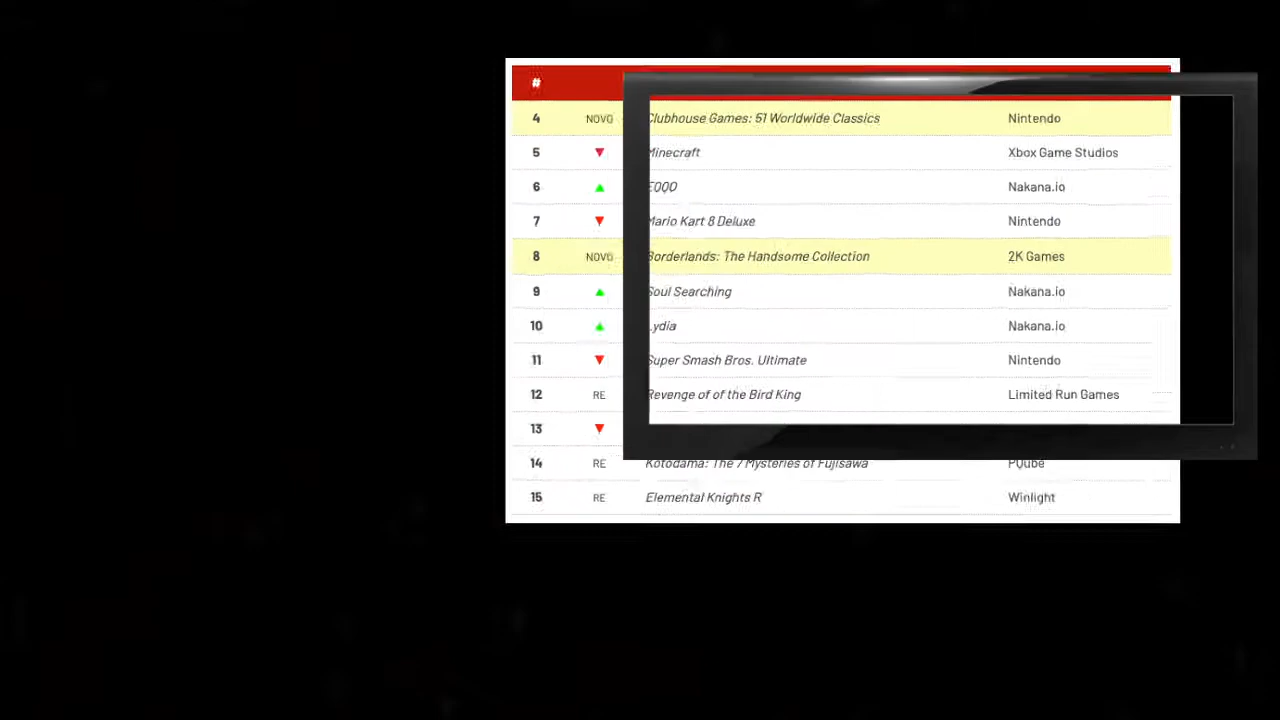 #
4 NOVO Clubhouse Games: 51 Worldwide Classics Nintendo
5 Minecraft Xbox Game Studios
6 EQQO Nakana.io
7 Mario Kart 8 Deluxe Nintendo
8 NOVO Borderlands: The Handsome Collection 2K Games
9 Soul Searching Nakana.io
10 Lydia Nakana.io
11 Super Smash Bros. Ultimate Nintendo
12 RE Revenge of of the Bird King Limited Run Games
13
14 RE Kotodama: The 7 Mysteries of Fujisawa PQube
15 RE Elemental Knights R Winlight